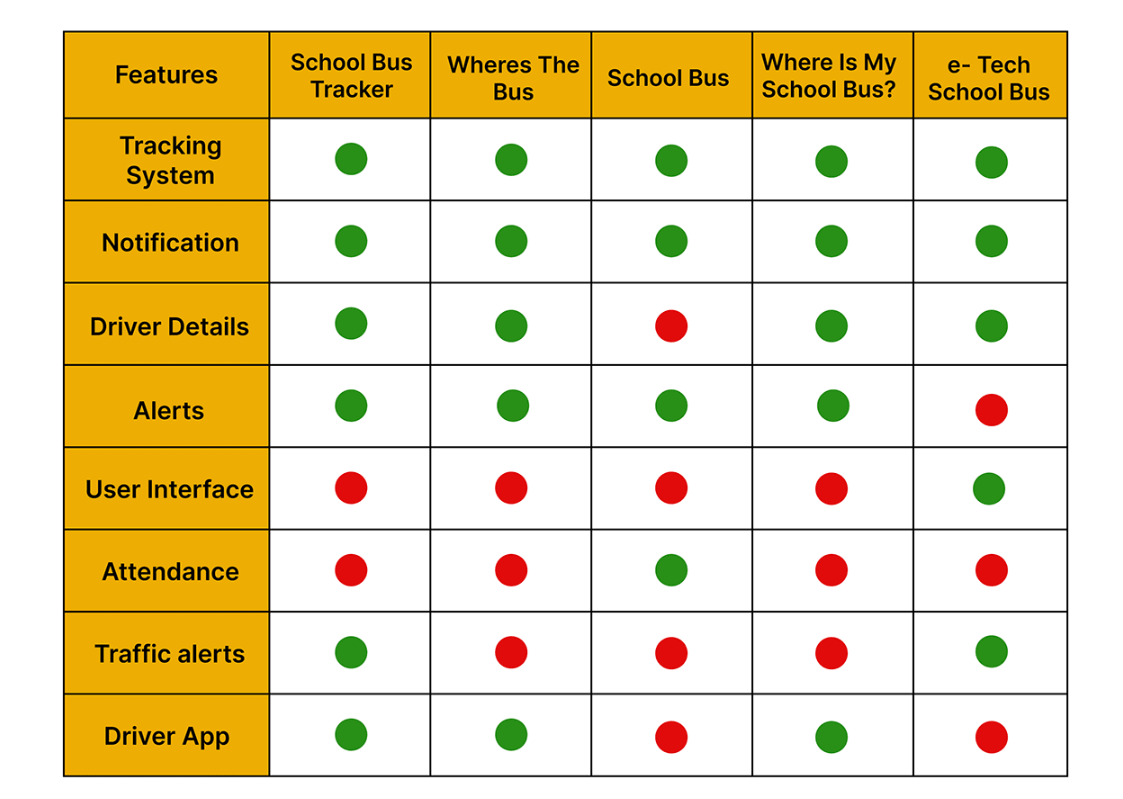 Features
School Bus
Tracker
Wheres The
Bus
School Bus
Where Is My
School Bus?
e- Tech
School Bus
Tracking
System
Notification
Driver Details
Alerts
User Interface
Attendance
Traffic alerts
Driver App